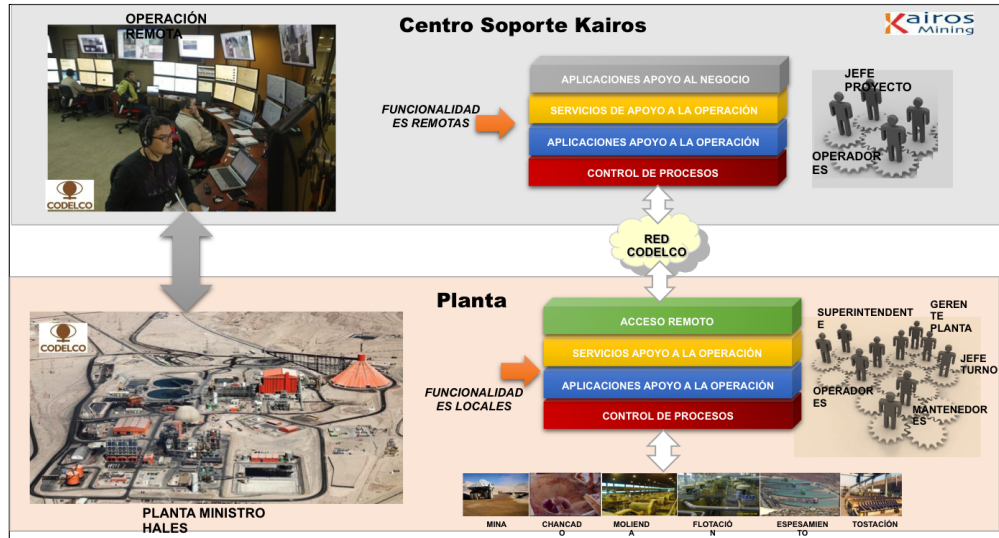 OPERACIÓN
REMOTA
CODELCO
Centro Soporte Kairos
Kairos
Mining
FUNCIONALIDAD
ES REMOTAS
APLICACIONES APOYO AL NEGOCIO
SERVICIOS DE APOYO A LA OPERACIÓN
APLICACIONES APOYO A LA OPERACIÓN
CONTROL DE PROCESOS
JEFE
PROYECTO
OPERADOR
ES
RED
CODELCO
Planta
CODELCO
PLANTA MINISTRO
HALES
FUNCIONALIDAD
ES LOCALES
ACCESO REMOTO
SERVICIOS APOYO A LA OPERACIÓN
APLICACIONES APOYO A LA OPERACIÓN
CONTROL DE PROCESOS
SUPERINTENDENT
E
GEREN
TE
PLANTA
JEFE
TURNO
OPERADOR
ES
MANTENEDOR
ES
MINA
CHANCAD
O
MOLIEND
A
FLOTACIÓ
N
ESPESAMIEN
TO
TOSTACÍÓN